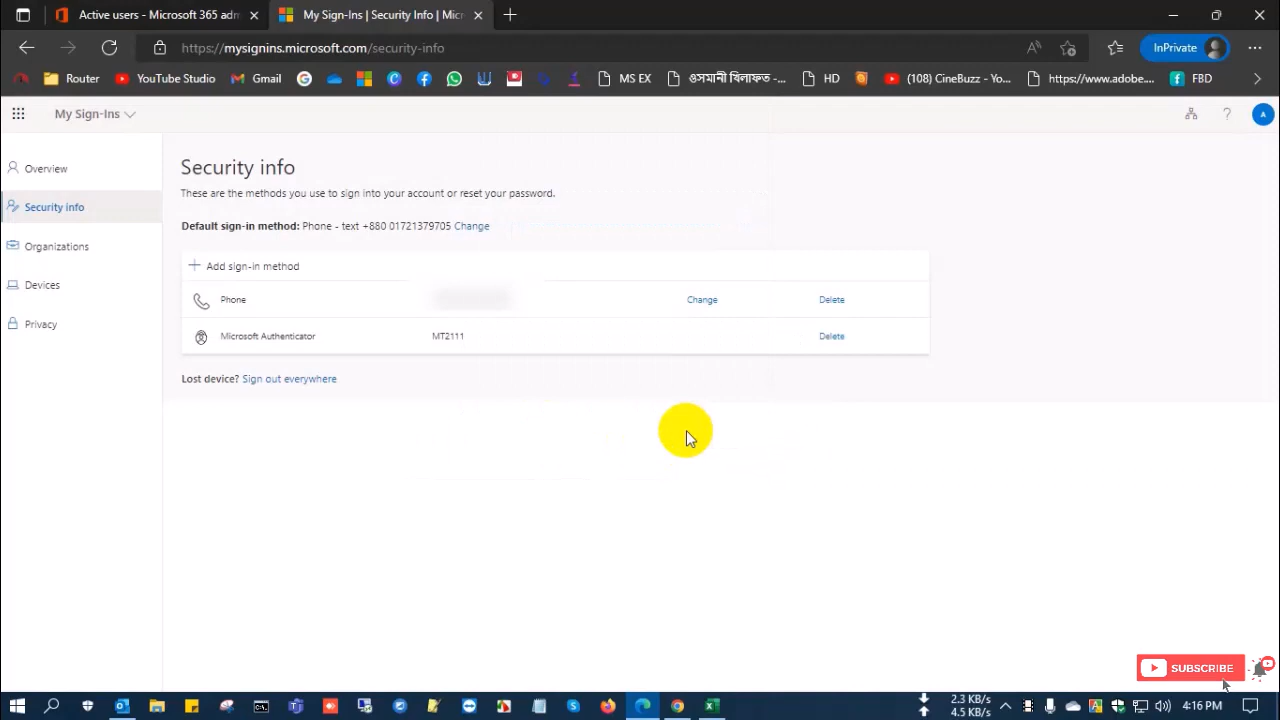 Active users - Microsoft 365 adm
My Sign-Ins | Security Info | Micr
https://mysignins.microsoft.com/security-info
InPrivate
Router
YouTube Studio
Gmail
MS EX
ওসমানী খিলাফত -...
HD
(108) CineBuzz - Yo...
https://www.adobe....
FBD
My Sign-Ins
A
Overview
Security info
Organizations
Devices
Privacy
Security info
These are the methods you use to sign into your account or reset your password.
Default sign-in method: Phone - text +880 01721379705 Change
Add sign-in method
Phone Change Delete
Microsoft Authenticator MT2111 Delete
Lost device? Sign out everywhere
SUBSCRIBE
2.3 KB/s
4.5 KB/s
4:16 PM